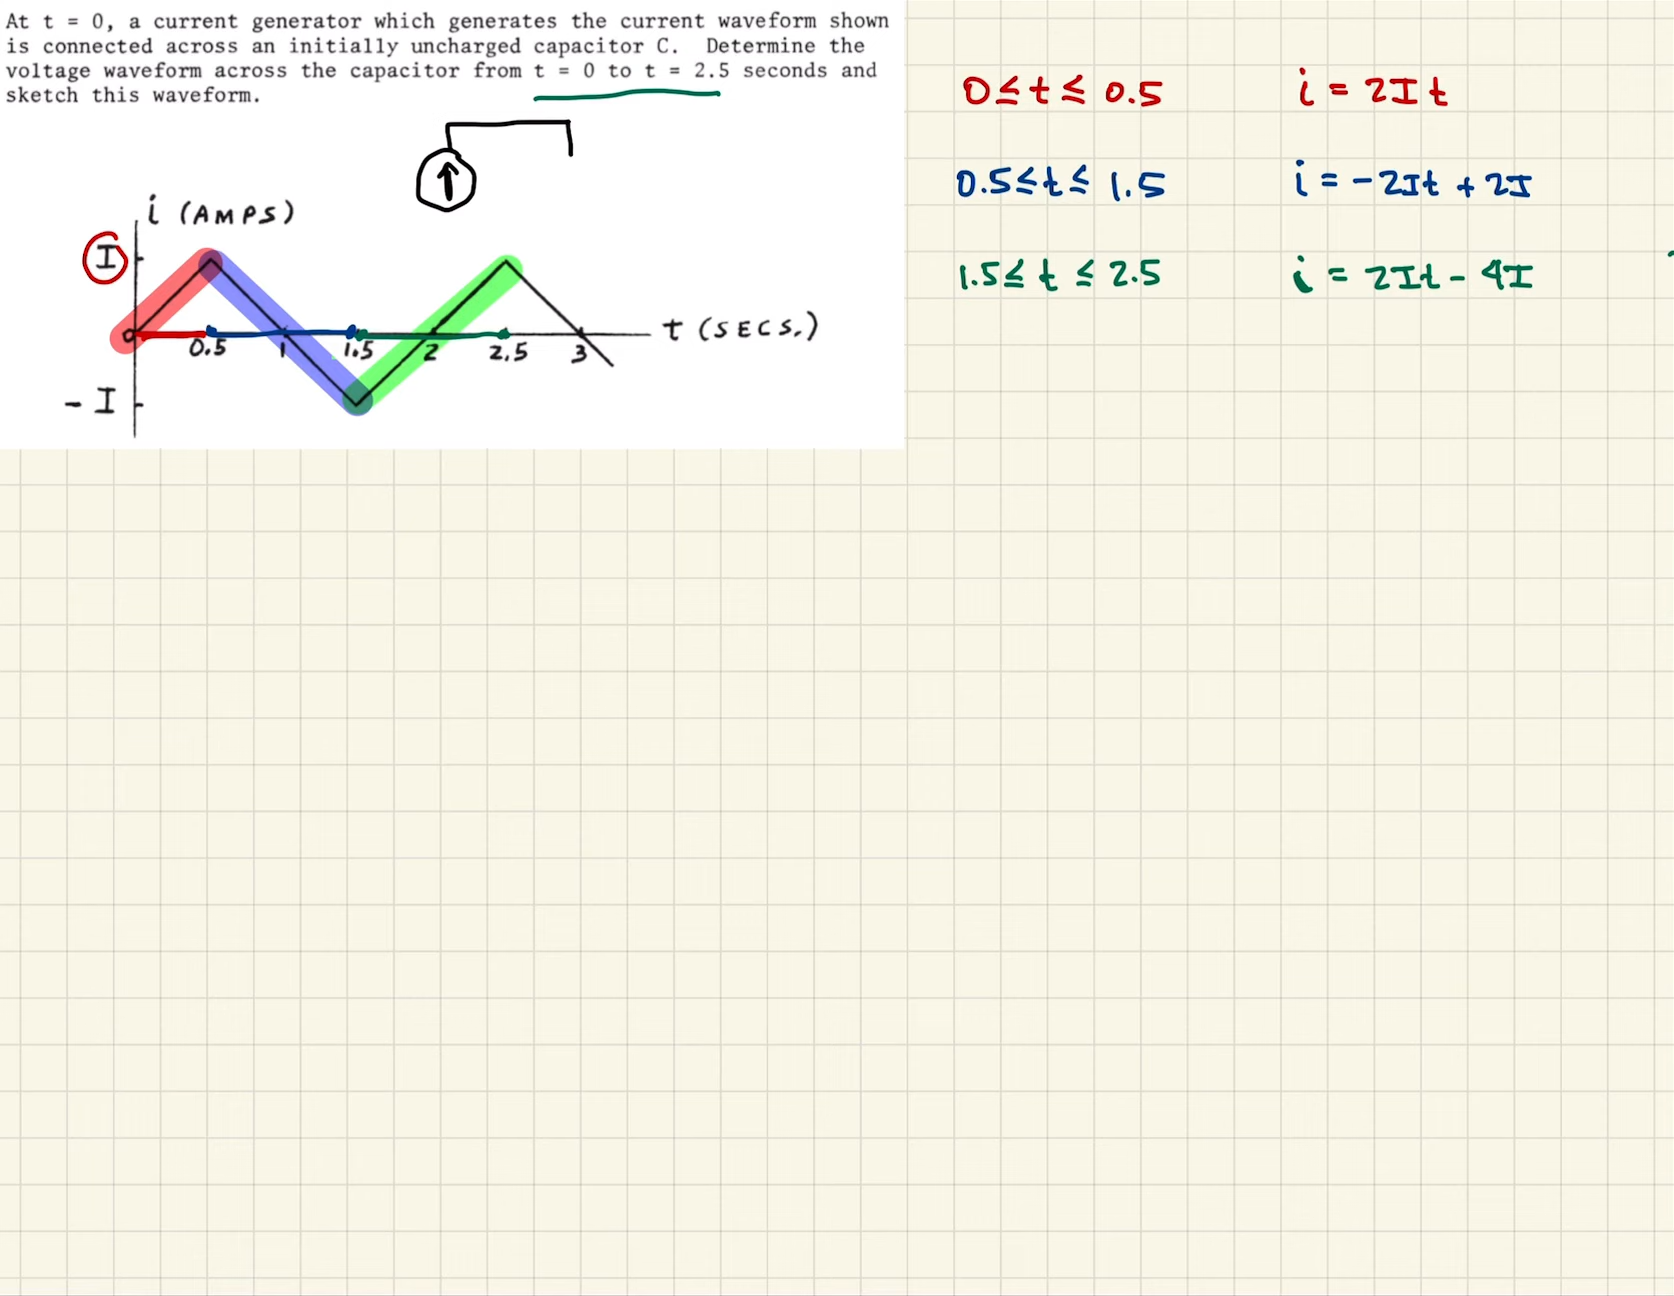 At t = 0, a current generator which generates the current waveform shown
is connected across an initially uncharged capacitor C.  Determine the
voltage waveform across the capacitor from t = 0 to t = 2.5 seconds and
sketch this waveform.
i (AMPS)
I
0
0.5
1
1.5
2
2.5
3
t (SECS.)
- I
0 ≤ t ≤ 0.5 i = 2It
0.5 ≤ t ≤ 1.5 i = -2It + 2I
1.5 ≤ t ≤ 2.5 i = 2It - 4I